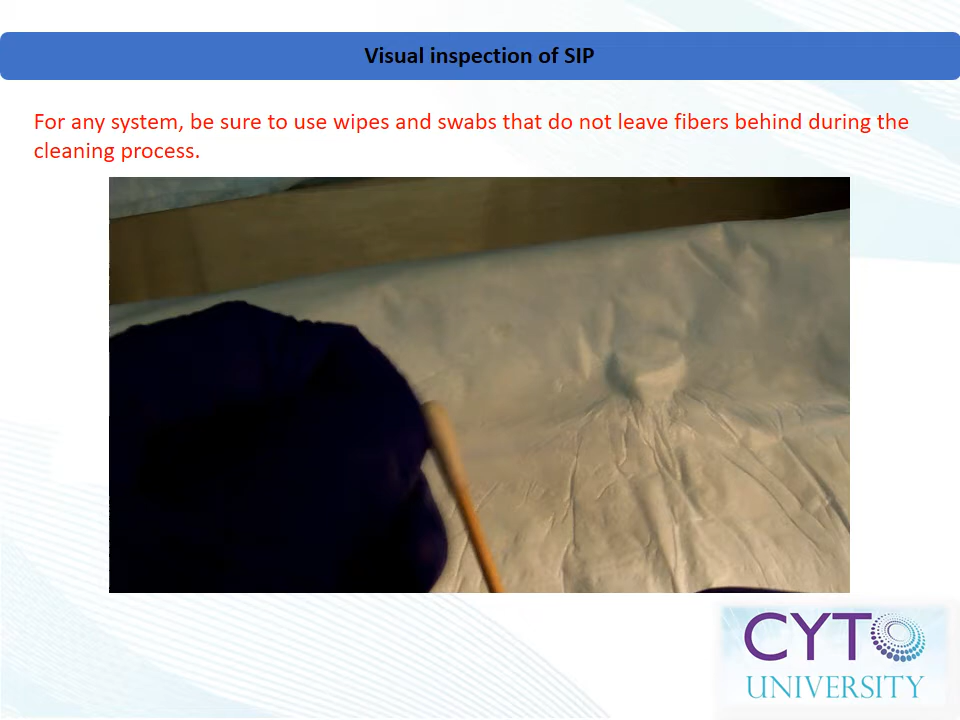 Visual inspection of SIP
For any system, be sure to use wipes and swabs that do not leave fibers behind during the
cleaning process.
CYTO
UNIVERSITY